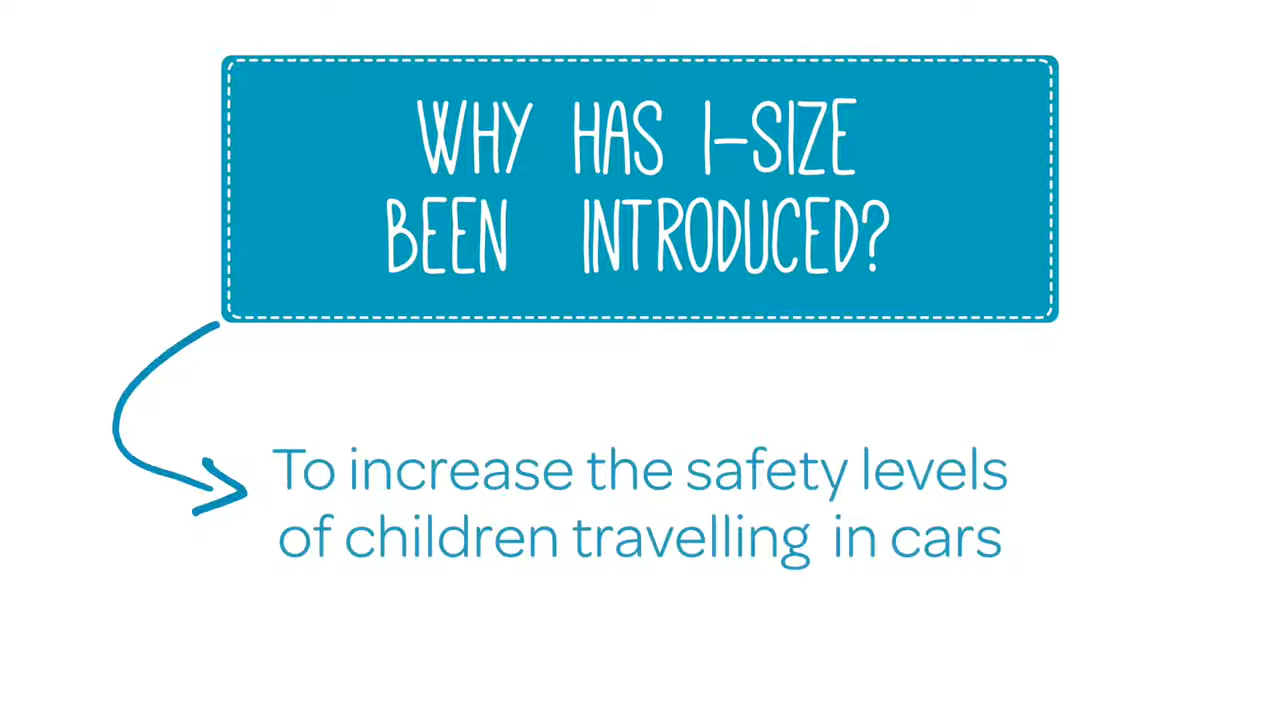 WHY HAS I-SIZE
BEEN INTRODUCED?
To increase the safety levels
of children travelling in cars